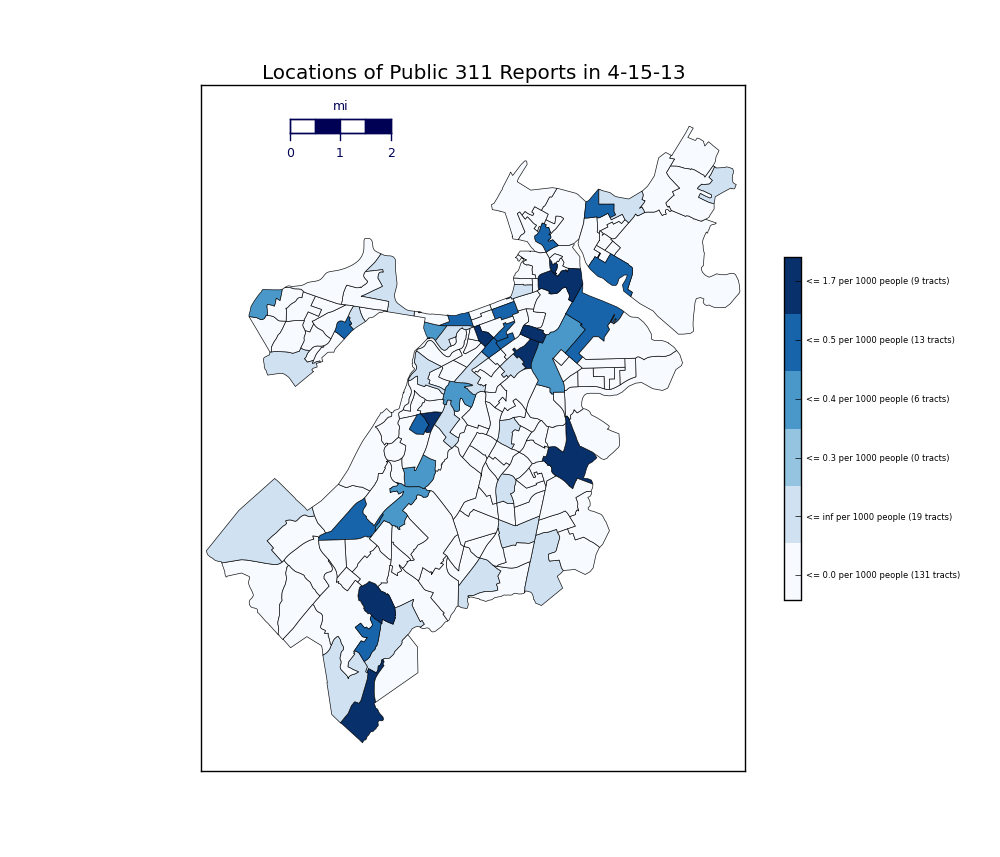 Locations of Public 311 Reports in 4-15-13
mi
0 1 2
<= 1.7 per 1000 people (9 tracts)
<= 0.5 per 1000 people (13 tracts)
<= 0.4 per 1000 people (6 tracts)
<= 0.3 per 1000 people (0 tracts)
<= inf per 1000 people (19 tracts)
<= 0.0 per 1000 people (131 tracts)